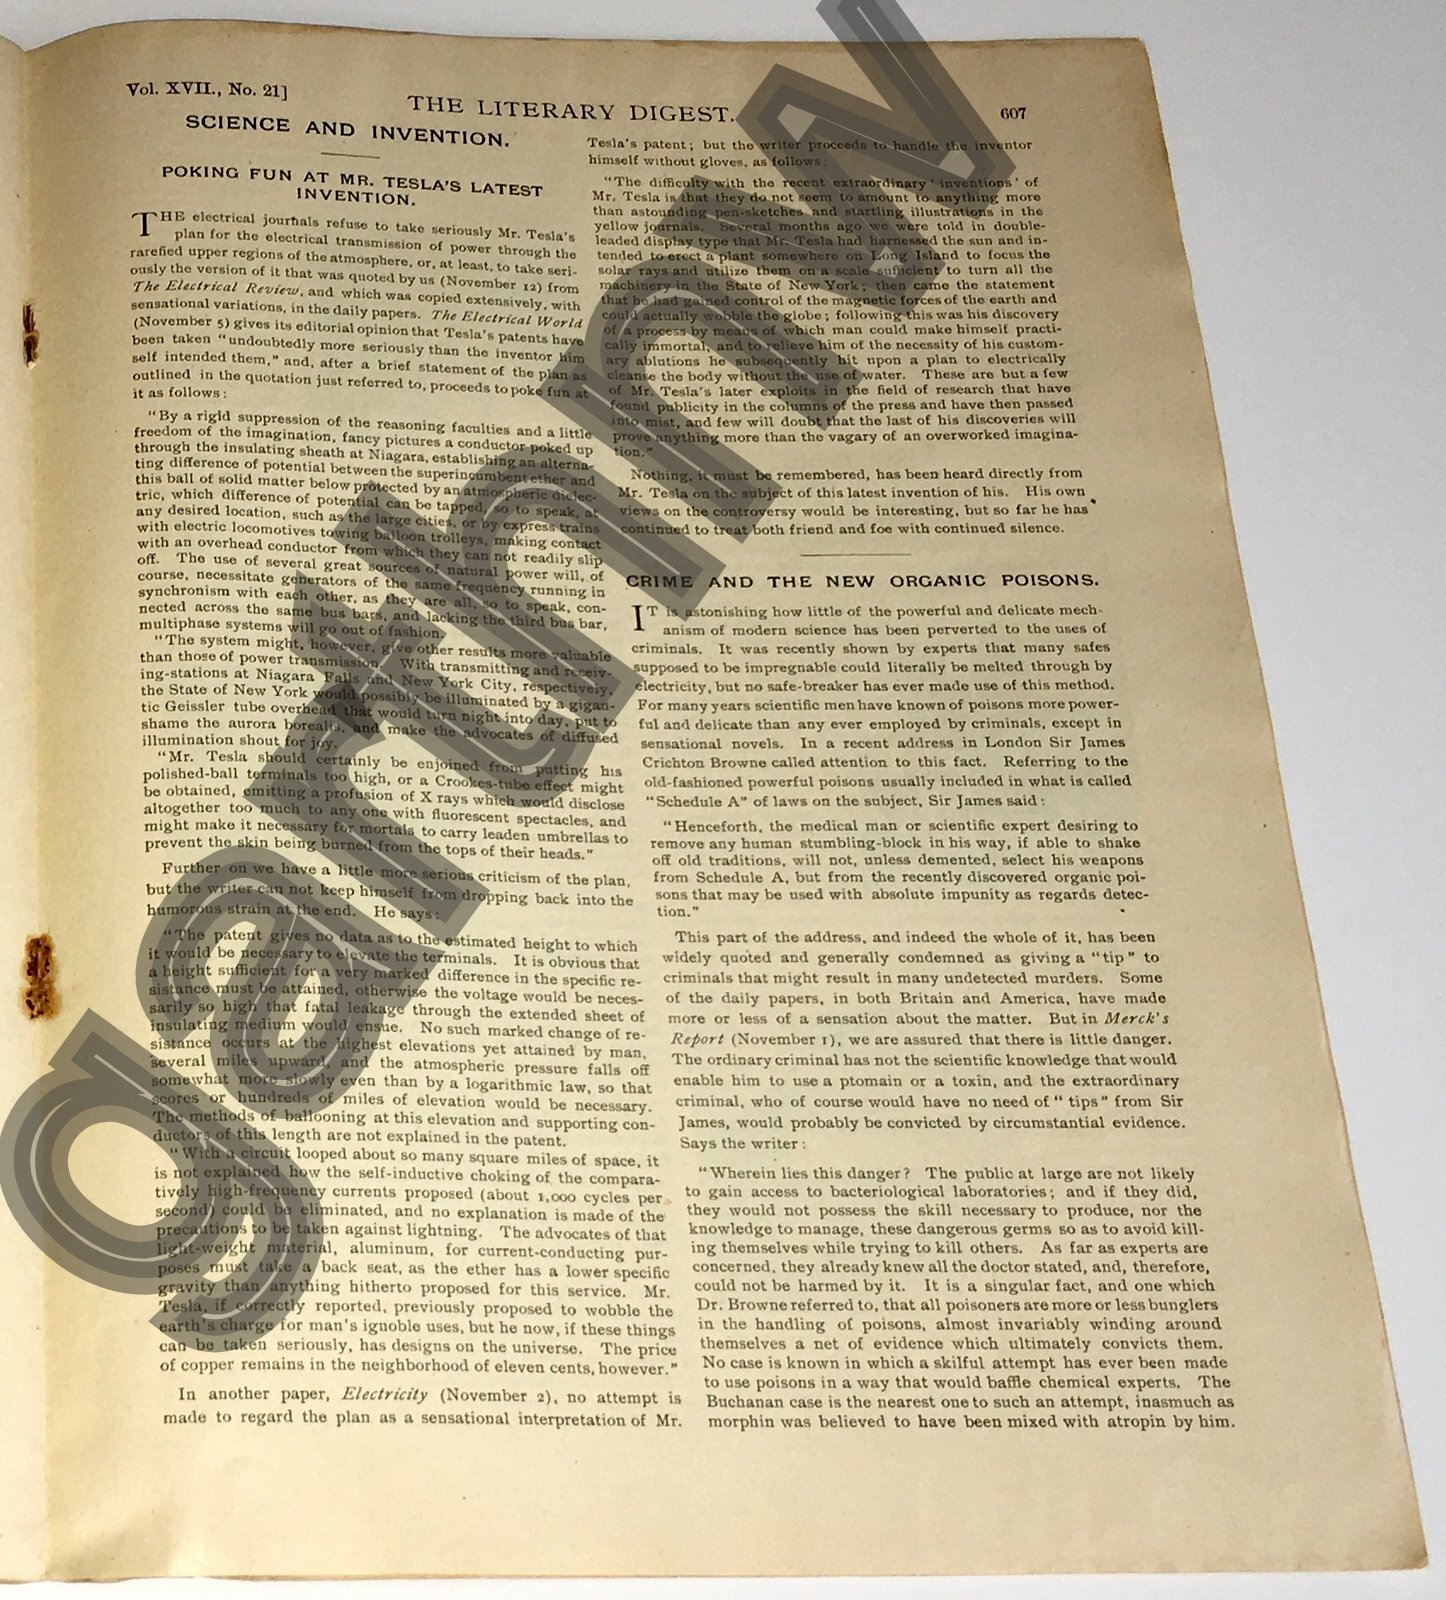 Vol. XVII., No. 21]
THE LITERARY DIGEST.
607
SCIENCE AND INVENTION.
POKING FUN AT MR. TESLA'S LATEST
INVENTION.
THE electrical journals refuse to take seriously Mr. Tesla's
plan for the electrical transmission of power through the
rarefied upper regions of the atmosphere, or, at least, to take seri-
ously the version of it that was quoted by us (November 12) from
The Electrical Review, and which was copied extensively, with
sensational variations, in the daily papers. The Electrical World
(November 5) gives its editorial opinion that Tesla's patents have
been taken "undoubtedly more seriously than the inventor him
self intended them," and, after a brief statement of the plan as
outlined in the quotation just referred to, proceeds to poke fun at
it as follows:
"By a rigid suppression of the reasoning faculties and a little
freedom of the imagination, fancy pictures a conductor poked up
through the insulating sheath at Niagara, establishing an alterna-
ting difference of potential between the superincumbent ether and
this ball of solid matter below protected by an atmospheric dielec-
tric, which difference of potential can be tapped, so to speak, at
any desired location, such as the large cities, or by express trains
with electric locomotives towing balloon trolleys, making contact
with an overhead conductor from which they can not readily slip
off. The use of several great sources of natural power will, of
course, necessitate generators of the same frequency running in
synchronism with each other, as they are all, so to speak, con-
nected across the same bus bars, and lacking the third bus bar,
multiphase systems will go out of fashion.
"The system might, however, give other results more valuable
than those of power transmission. With transmitting and receiv-
ing-stations at Niagara Falls and New York City, respectively,
the State of New York would possibly be illuminated by a gigan-
tic Geissler tube overhead that would turn night into day, put to
shame the aurora borealis, and make the advocates of diffused
illumination shout for joy.
"Mr. Tesla should certainly be enjoined from putting his
polished-ball terminals too high, or a Crookes-tube effect might
be obtained, emitting a profusion of X rays which would disclose
altogether too much to any one with fluorescent spectacles, and
might make it necessary for mortals to carry leaden umbrellas to
prevent the skin being burned from the tops of their heads."
Further on we have a little more serious criticism of the plan,
but the writer can not keep himself from dropping back into the
humorous strain at the end. He says:
"The patent gives no data as to the estimated height to which
it would be necessary to elevate the terminals. It is obvious that
a height sufficient for a very marked difference in the specific re-
sistance must be attained, otherwise the voltage would be neces-
sarily so high that fatal leakage through the extended sheet of
insulating medium would ensue. No such marked change of re-
sistance occurs at the highest elevations yet attained by man,
several miles upward, and the atmospheric pressure falls off
somewhat more slowly even than by a logarithmic law, so that
scores or hundreds of miles of elevation would be necessary.
The methods of ballooning at this elevation and supporting con-
ductors of this length are not explained in the patent.
"With a circuit looped about so many square miles of space, it
is not explained how the self-inductive choking of the compara-
tively high-frequency currents proposed (about 1,000 cycles per
second) could be eliminated, and no explanation is made of the
precautions to be taken against lightning. The advocates of that
light-weight material, aluminum, for current-conducting pur-
poses must take a back seat, as the ether has a lower specific
gravity than anything hitherto proposed for this service. Mr.
Tesla, if correctly reported, previously proposed to wobble the
earth's charge for man's ignoble uses, but he now, if these things
can be taken seriously, has designs on the universe. The price
of copper remains in the neighborhood of eleven cents, however."
In another paper, Electricity (November 2), no attempt is
made to regard the plan as a sensational interpretation of Mr.
Tesla's patent; but the writer proceeds to handle the inventor
himself without gloves, as follows:
"The difficulty with the recent extraordinary 'inventions' of
Mr. Tesla is that they do not seem to amount to anything more
than astounding pen-sketches and startling illustrations in the
yellow journals. Several months ago we were told in double-
leaded display type that Mr. Tesla had harnessed the sun and in-
tended to erect a plant somewhere on Long Island to focus the
solar rays and utilize them on a scale sufficient to turn all the
machinery in the State of New York; then came the statement
that he had gained control of the magnetic forces of the earth and
could actually wobble the globe; following this was his discovery
of a process by means of which man could make himself practi-
cally immortal, and to relieve him of the necessity of his custom-
ary ablutions he subsequently hit upon a plan to electrically
cleanse the body without the use of water. These are but a few
of Mr. Tesla's later exploits in the field of research that have
found publicity in the columns of the press and have then passed
into mist, and few will doubt that the last of his discoveries will
prove anything more than the vagary of an overworked imagina-
tion."
Nothing, it must be remembered, has been heard directly from
Mr. Tesla on the subject of this latest invention of his. His own
views on the controversy would be interesting, but so far he has
continued to treat both friend and foe with continued silence.
CRIME AND THE NEW ORGANIC POISONS.
IT is astonishing how little of the powerful and delicate mech-
anism of modern science has been perverted to the uses of
criminals. It was recently shown by experts that many safes
supposed to be impregnable could literally be melted through by
electricity, but no safe-breaker has ever made use of this method.
For many years scientific men have known of poisons more power-
ful and delicate than any ever employed by criminals, except in
sensational novels. In a recent address in London Sir James
Crichton Browne called attention to this fact. Referring to the
old-fashioned powerful poisons usually included in what is called
"Schedule A" of laws on the subject, Sir James said:
"Henceforth, the medical man or scientific expert desiring to
remove any human stumbling-block in his way, if able to shake
off old traditions, will not, unless demented, select his weapons
from Schedule A, but from the recently discovered organic poi-
sons that may be used with absolute impunity as regards detec-
tion."
This part of the address, and indeed the whole of it, has been
widely quoted and generally condemned as giving a "tip" to
criminals that might result in many undetected murders. Some
of the daily papers, in both Britain and America, have made
more or less of a sensation about the matter. But in Merck's
Report (November 1), we are assured that there is little danger.
The ordinary criminal has not the scientific knowledge that would
enable him to use a ptomain or a toxin, and the extraordinary
criminal, who of course would have no need of "tips" from Sir
James, would probably be convicted by circumstantial evidence.
Says the writer:
"Wherein lies this danger? The public at large are not likely
to gain access to bacteriological laboratories; and if they did,
they would not possess the skill necessary to produce, nor the
knowledge to manage, these dangerous germs so as to avoid kill-
ing themselves while trying to kill others. As far as experts are
concerned, they already knew all the doctor stated, and, therefore,
could not be harmed by it. It is a singular fact, and one which
Dr. Browne referred to, that all poisoners are more or less bunglers
in the handling of poisons, almost invariably winding around
themselves a net of evidence which ultimately convicts them.
No case is known in which a skilful attempt has ever been made
to use poisons in a way that would baffle chemical experts. The
Buchanan case is the nearest one to such an attempt, inasmuch as
morphin was believed to have been mixed with atropin by him.